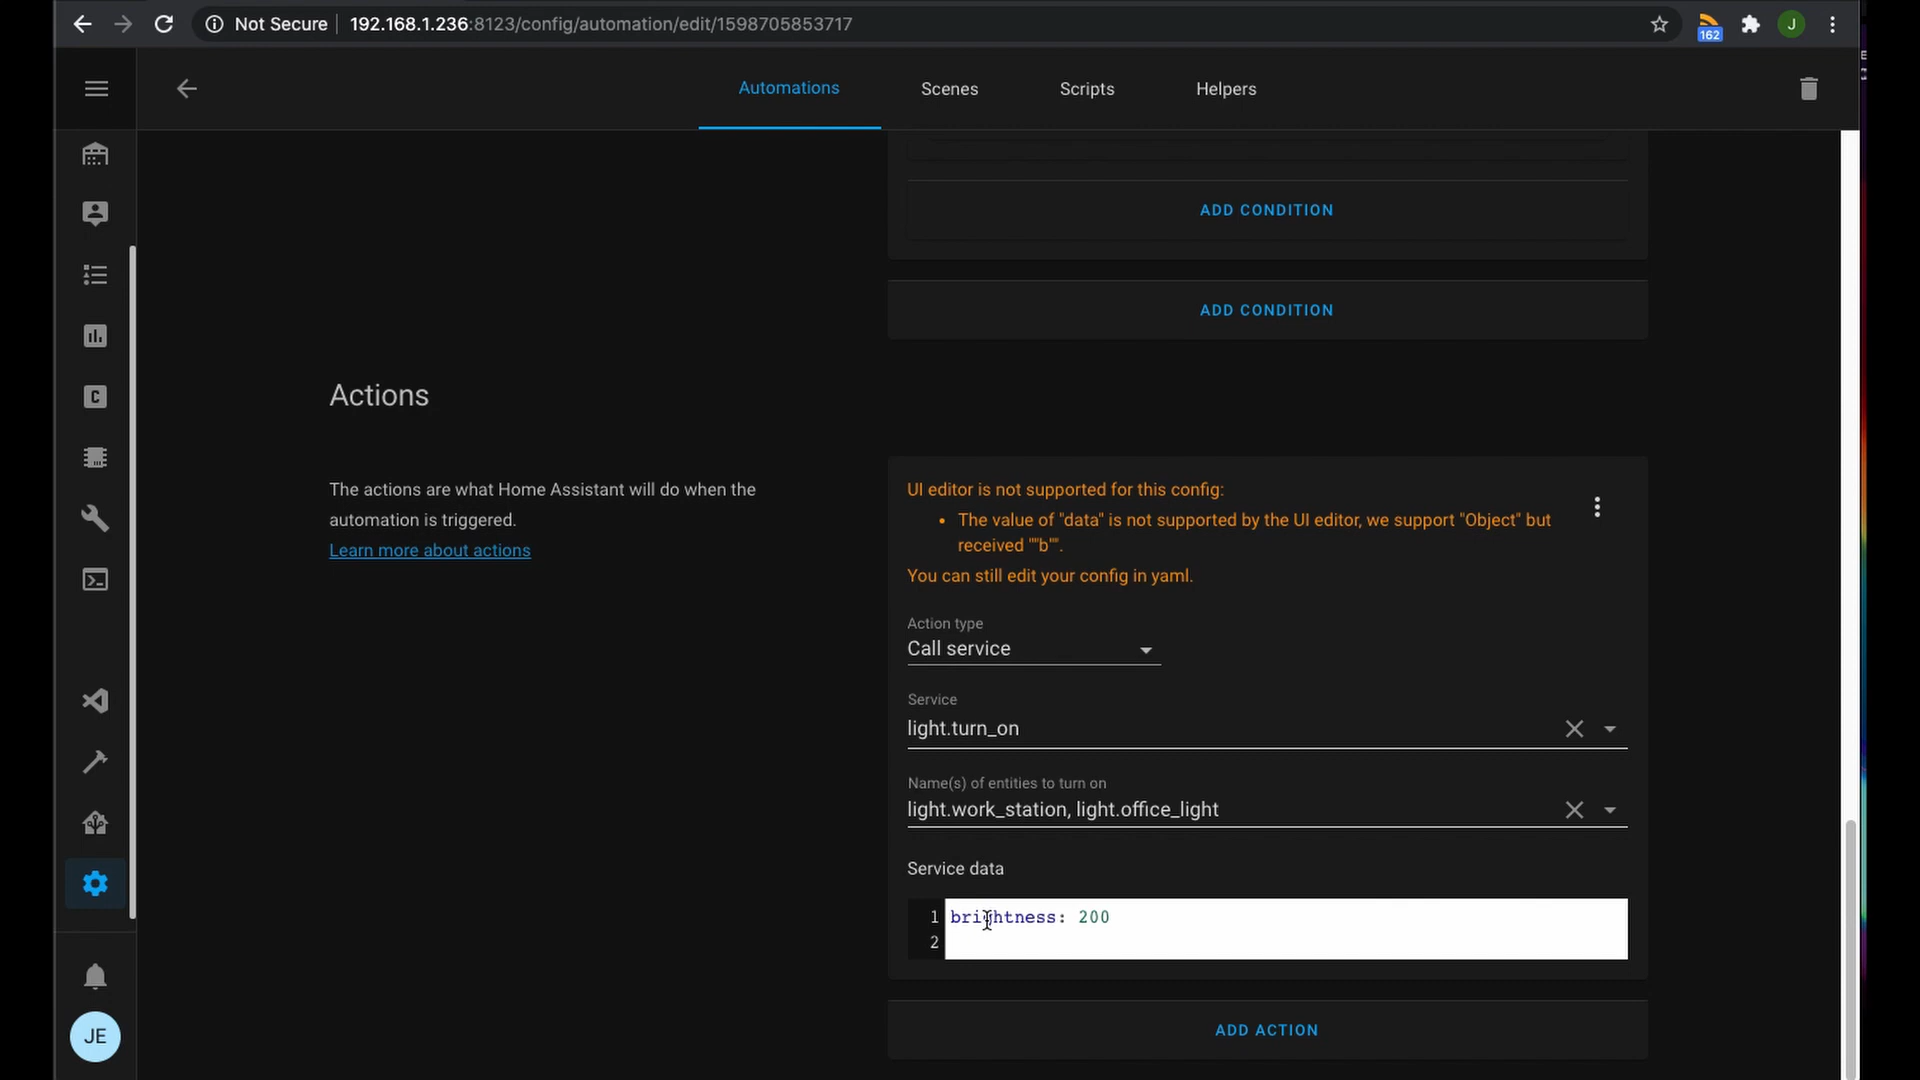 Not Secure 192.168.1.236:8123/config/automation/edit/1598705853717
162
J
Automations
Scenes
Scripts
Helpers
ADD CONDITION
ADD CONDITION
Actions
The actions are what Home Assistant will do when the
automation is triggered.
Learn more about actions
UI editor is not supported for this config:
• The value of "data" is not supported by the UI editor, we support "Object" but
received ""b"".
You can still edit your config in yaml.
Action type
Call service
Service
light.turn_on
Name(s) of entities to turn on
light.work_station, light.office_light
Service data
1 brightness: 200
2
ADD ACTION
C
JE